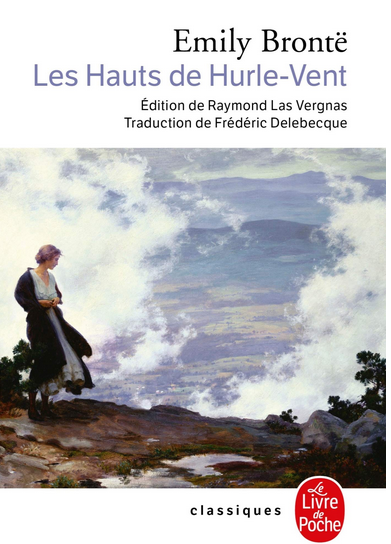 Emily Brontë
Les Hauts de Hurle-Vent
Édition de Raymond Las Vergnas
Traduction de Frédéric Delebecque
classiques
Le
Livre
de
Poche